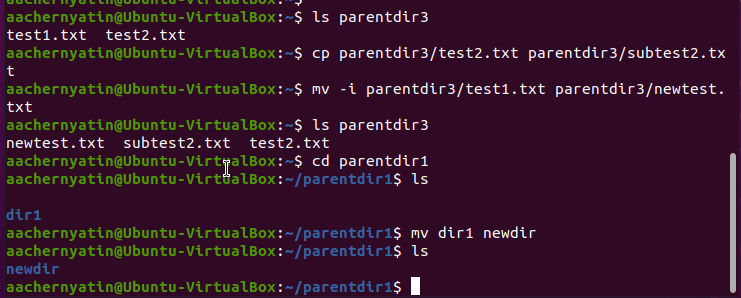 aachernyatin@Ubuntu-VirtualBox:~$ ls parentdir3
test1.txt  test2.txt
aachernyatin@Ubuntu-VirtualBox:~$ cp parentdir3/test2.txt parentdir3/subtest2.tx
t
aachernyatin@Ubuntu-VirtualBox:~$ mv -i parentdir3/test1.txt parentdir3/newtest.
txt
aachernyatin@Ubuntu-VirtualBox:~$ ls parentdir3
newtest.txt  subtest2.txt  test2.txt
aachernyatin@Ubuntu-VirtualBox:~$ cd parentdir1
aachernyatin@Ubuntu-VirtualBox:~/parentdir1$ ls
dir1
aachernyatin@Ubuntu-VirtualBox:~/parentdir1$ mv dir1 newdir
aachernyatin@Ubuntu-VirtualBox:~/parentdir1$ ls
newdir
aachernyatin@Ubuntu-VirtualBox:~/parentdir1$